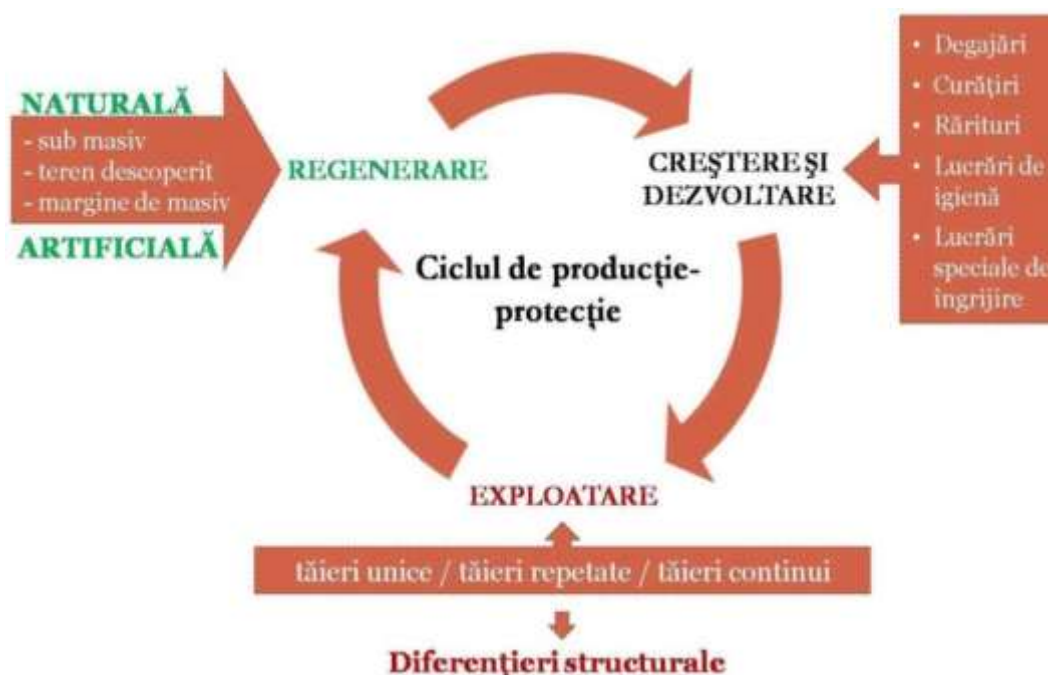 NATURALĂ
- sub masiv
- teren descoperit
- margine de masiv
ARTIFICIALĂ
REGENERARE
CREŞTERE ŞI
DEZVOLTARE
• Degajări
• Curăţiri
• Rărituri
• Lucrări de
igienă
• Lucrări
speciale de
îngrijire
Ciclul de producţie-
protecţie
EXPLOATARE
tăieri unice / tăieri repetate / tăieri continui
Diferenţieri structurale